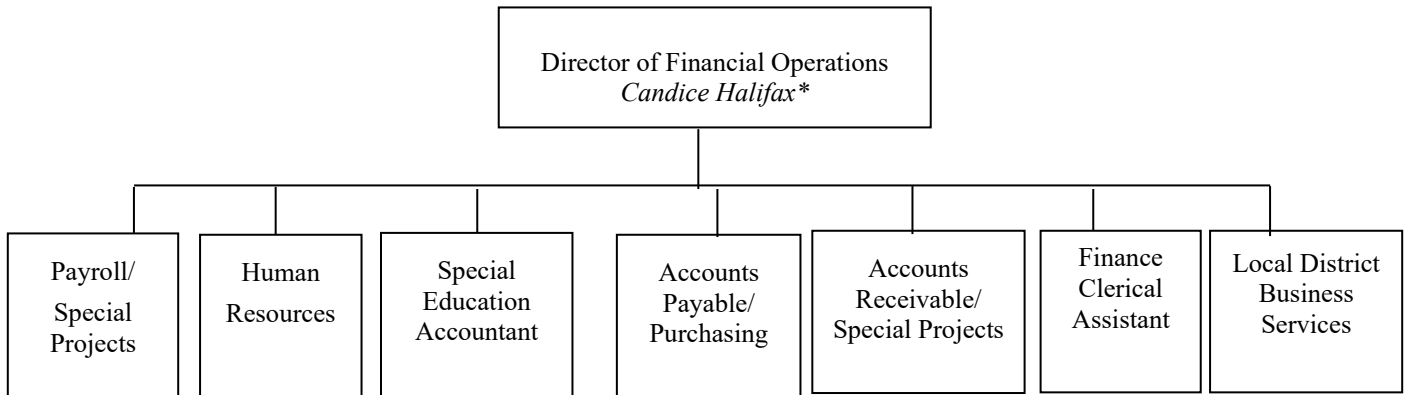 Director of Financial Operations
Candice Halifax*
Payroll/
Special
Projects
Human
Resources
Special
Education
Accountant
Accounts
Payable/
Purchasing
Accounts
Receivable/
Special Projects
Finance
Clerical
Assistant
Local District
Business
Services